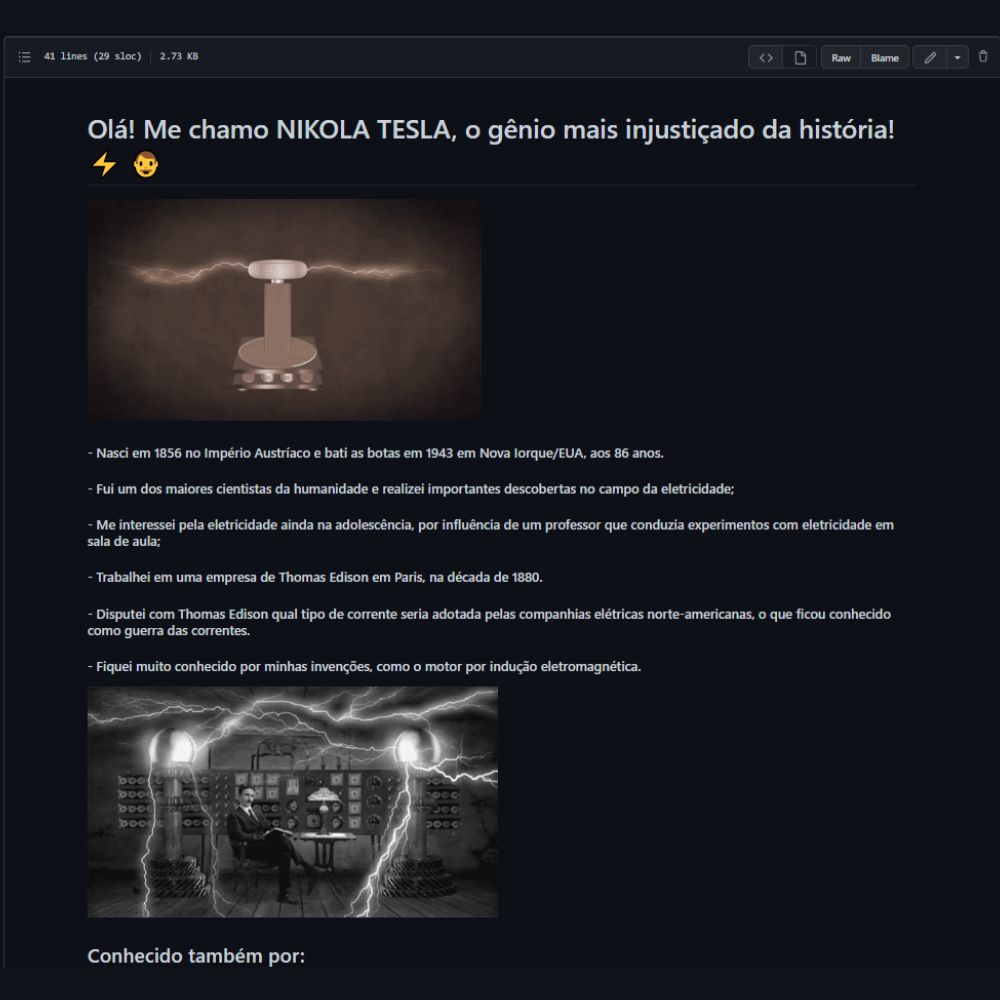 41 lines (29 sloc) 2.73 KB Raw Blame
Olá! Me chamo NIKOLA TESLA, o gênio mais injustiçado da história!
⚡ 👨
- Nasci em 1856 no Império Austríaco e bati as botas em 1943 em Nova Iorque/EUA, aos 86 anos.
- Fui um dos maiores cientistas da humanidade e realizei importantes descobertas no campo da eletricidade;
- Me interessei pela eletricidade ainda na adolescência, por influência de um professor que conduzia experimentos com eletricidade em
sala de aula;
- Trabalhei em uma empresa de Thomas Edison em Paris, na década de 1880.
- Disputei com Thomas Edison qual tipo de corrente seria adotada pelas companhias elétricas norte-americanas, o que ficou conhecido
como guerra das correntes.
- Fiquei muito conhecido por minhas invenções, como o motor por indução eletromagnética.
Conhecido também por: